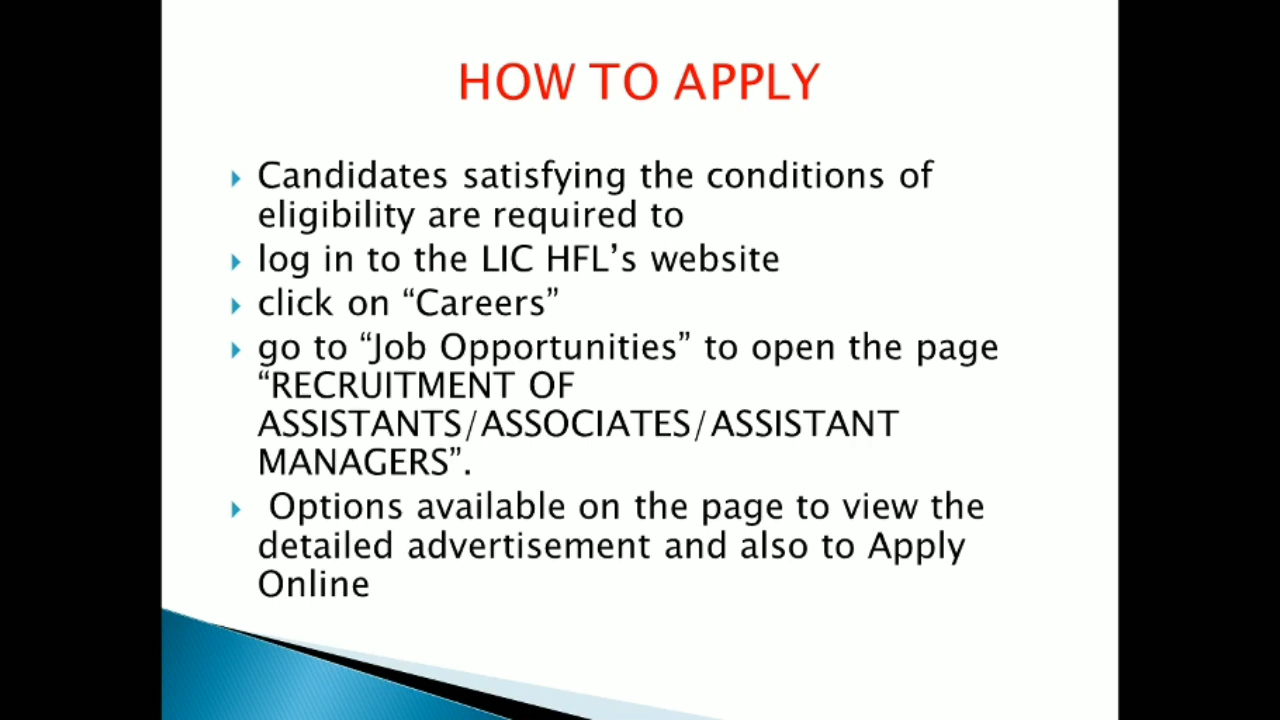 HOW TO APPLY
Candidates satisfying the conditions of
eligibility are required to
log in to the LIC HFL’s website
click on “Careers”
go to “Job Opportunities” to open the page
“RECRUITMENT OF
ASSISTANTS/ASSOCIATES/ASSISTANT
MANAGERS”.
Options available on the page to view the
detailed advertisement and also to Apply
Online